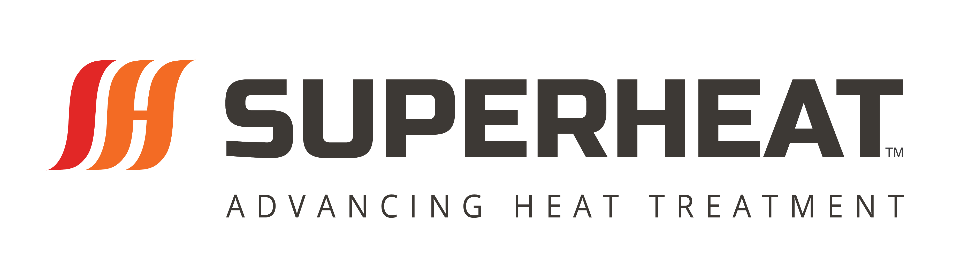 SUPERHEAT™
ADVANCING HEAT TREATMENT